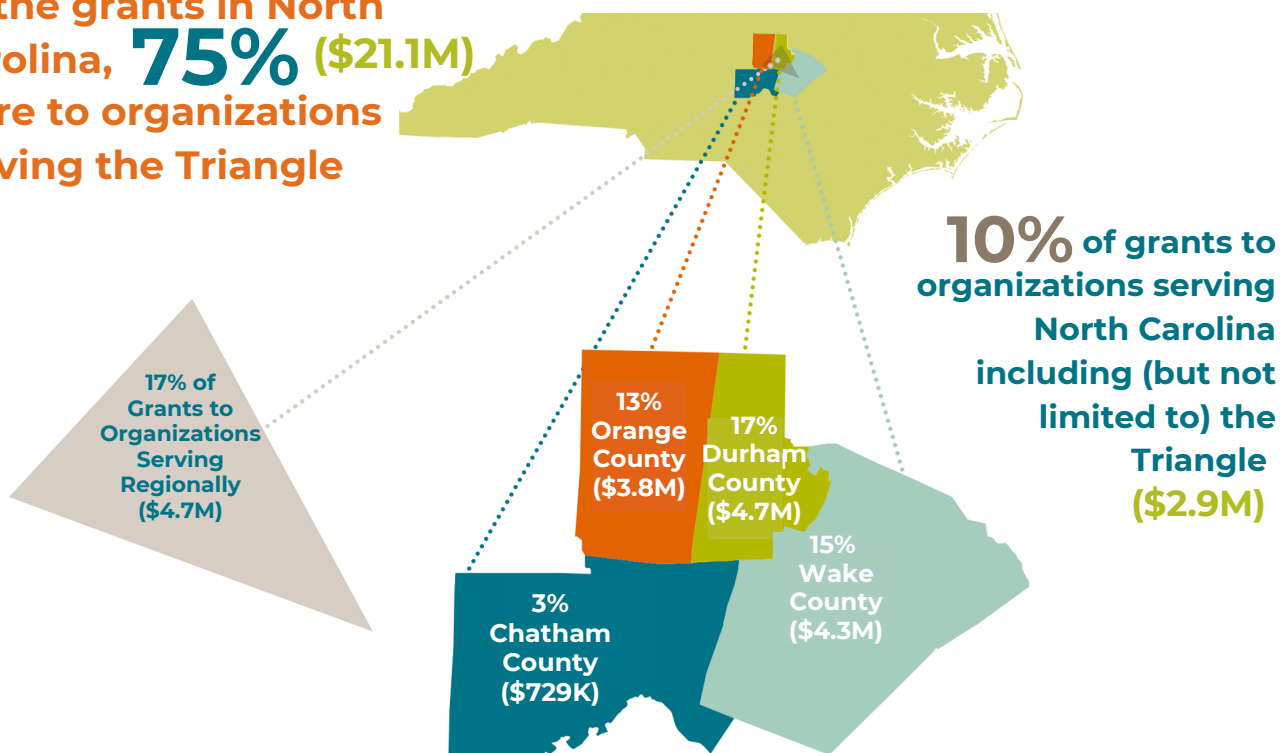 the grants in North
rolina, 75% ($21.1M)
re to organizations
ving the Triangle
10% of grants to
organizations serving
North Carolina
including (but not
limited to) the
Triangle
($2.9M)
17% of
Grants to
Organizations
Serving
Regionally
($4.7M)
13%
Orange
County
($3.8M)
17%
Durham
County
($4.7M)
15%
Wake
County
($4.3M)
3%
Chatham
County
($729K)